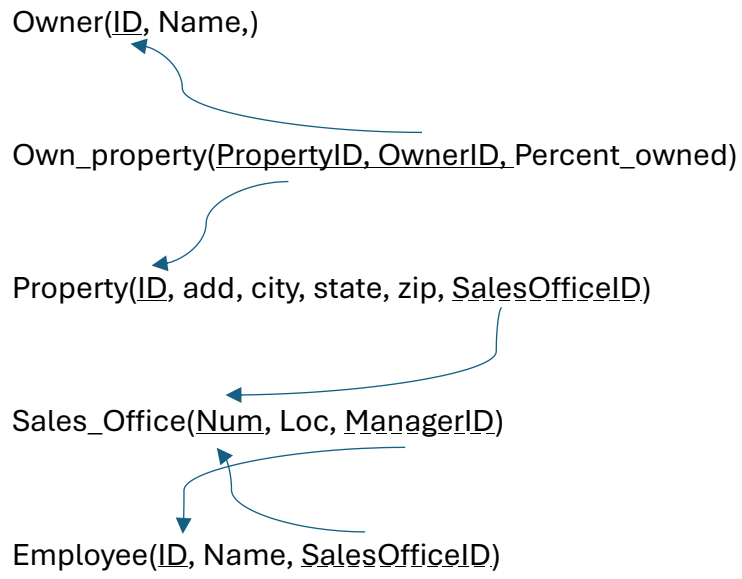 Owner(ID, Name,)
Own_property(PropertyID, OwnerID, Percent_owned)
Property(ID, add, city, state, zip, SalesOfficeID)
Sales_Office(Num, Loc, ManagerID)
Employee(ID, Name, SalesOfficeID)